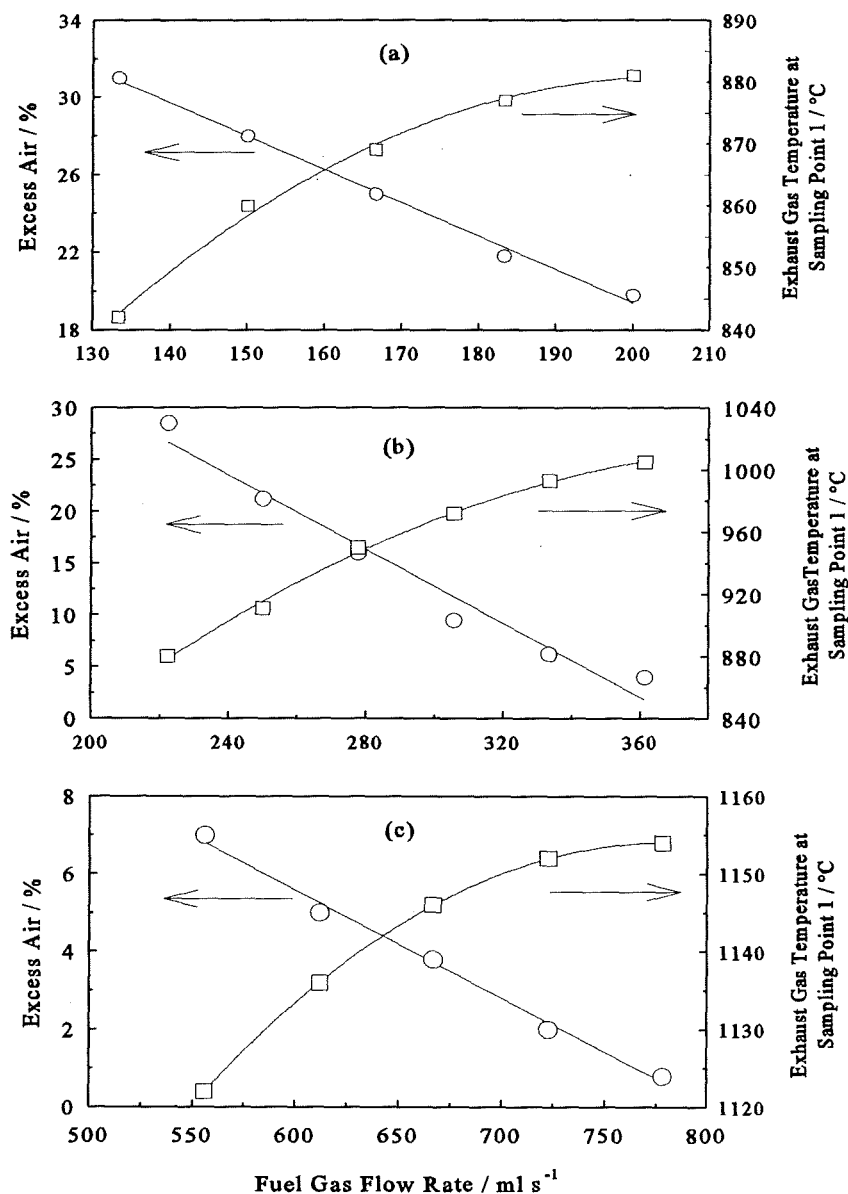 (a)
34
30
26
22
18
Excess Air / %
890
880
870
860
850
840
Exhaust Gas Temperature at
Sampling Point 1 / °C
130 140 150 160 170 180 190 200 210
(b)
30
25
20
15
10
5
0
Excess Air / %
1040
1000
960
920
880
840
Exhaust GasTemperature at
Sampling Point 1 / °C
200 240 280 320 360
(c)
8
6
4
2
0
Excess Air / %
1160
1150
1140
1130
1120
Exhaust Gas Temperature at
Sampling Point 1 / °C
500 550 600 650 700 750 800
Fuel Gas Flow Rate / ml s⁻¹